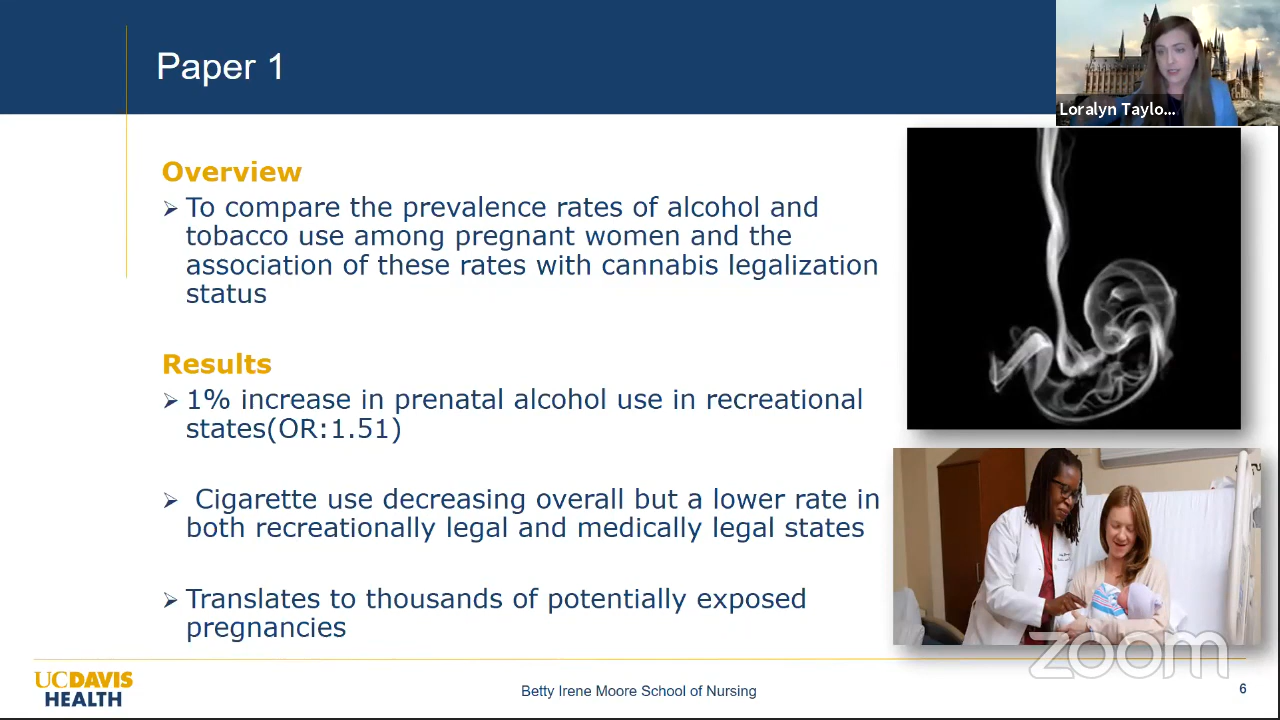 Paper 1
Loralyn Taylo...
Overview
➢ To compare the prevalence rates of alcohol and
tobacco use among pregnant women and the
association of these rates with cannabis legalization
status
Results
➢ 1% increase in prenatal alcohol use in recreational
states(OR:1.51)
➢ Cigarette use decreasing overall but a lower rate in
both recreationally legal and medically legal states
➢ Translates to thousands of potentially exposed
pregnancies
zoom
UCDAVIS
HEALTH
Betty Irene Moore School of Nursing
6